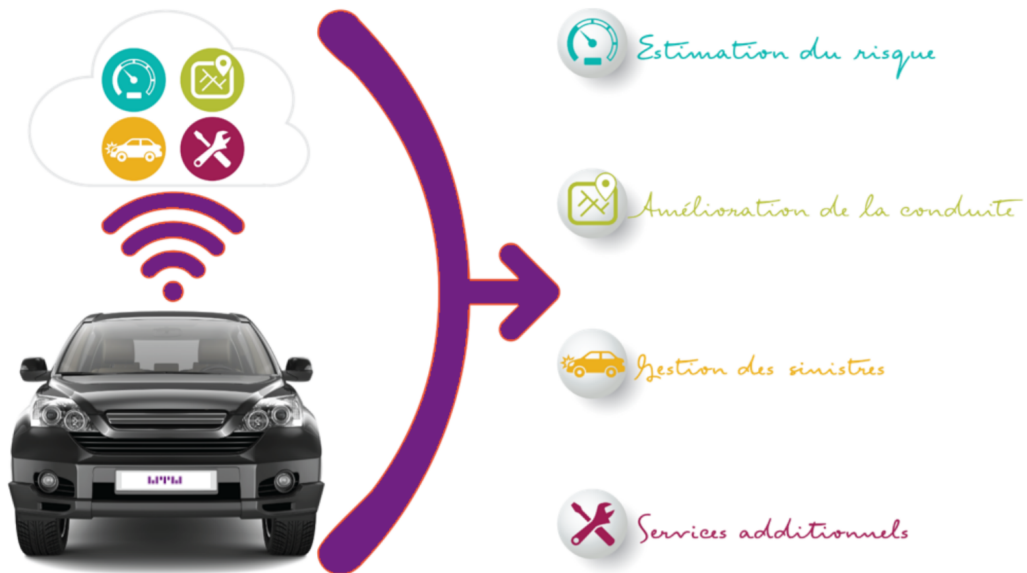 Estimation du risque
Amélioration de la conduite
Gestion des sinistres
Services additionnels